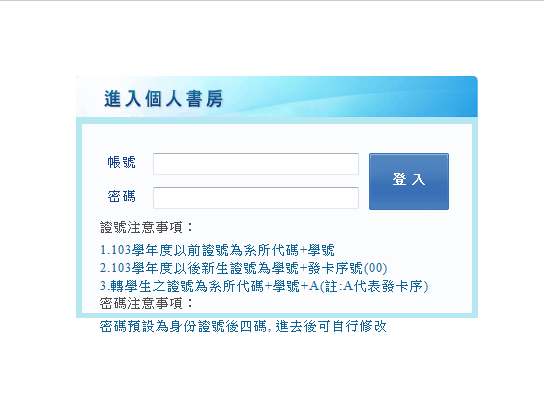 進入個人書房
帳號
密碼
登入
證號注意事項：
1.103學年度以前證號為系所代碼+學號
2.103學年度以後新生證號為學號+發卡序號(00)
3.轉學生之證號為系所代碼+學號+A(註:A代表發卡序)
密碼注意事項：
密碼預設為身份證號後四碼, 進去後可自行修改